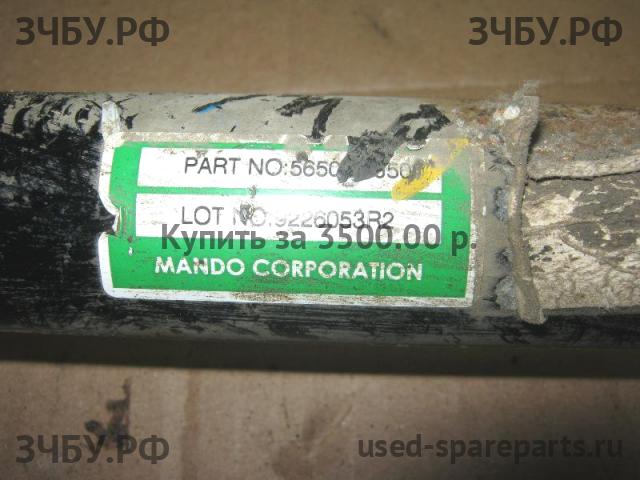 ЗЧБУ.РФ ЗЧБУ.РФ
PART NO:
LOT NO:9226053R2
Купить за 3500.00 р.
MANDO CORPORATION
ЗЧБУ.РФ used-spareparts.ru